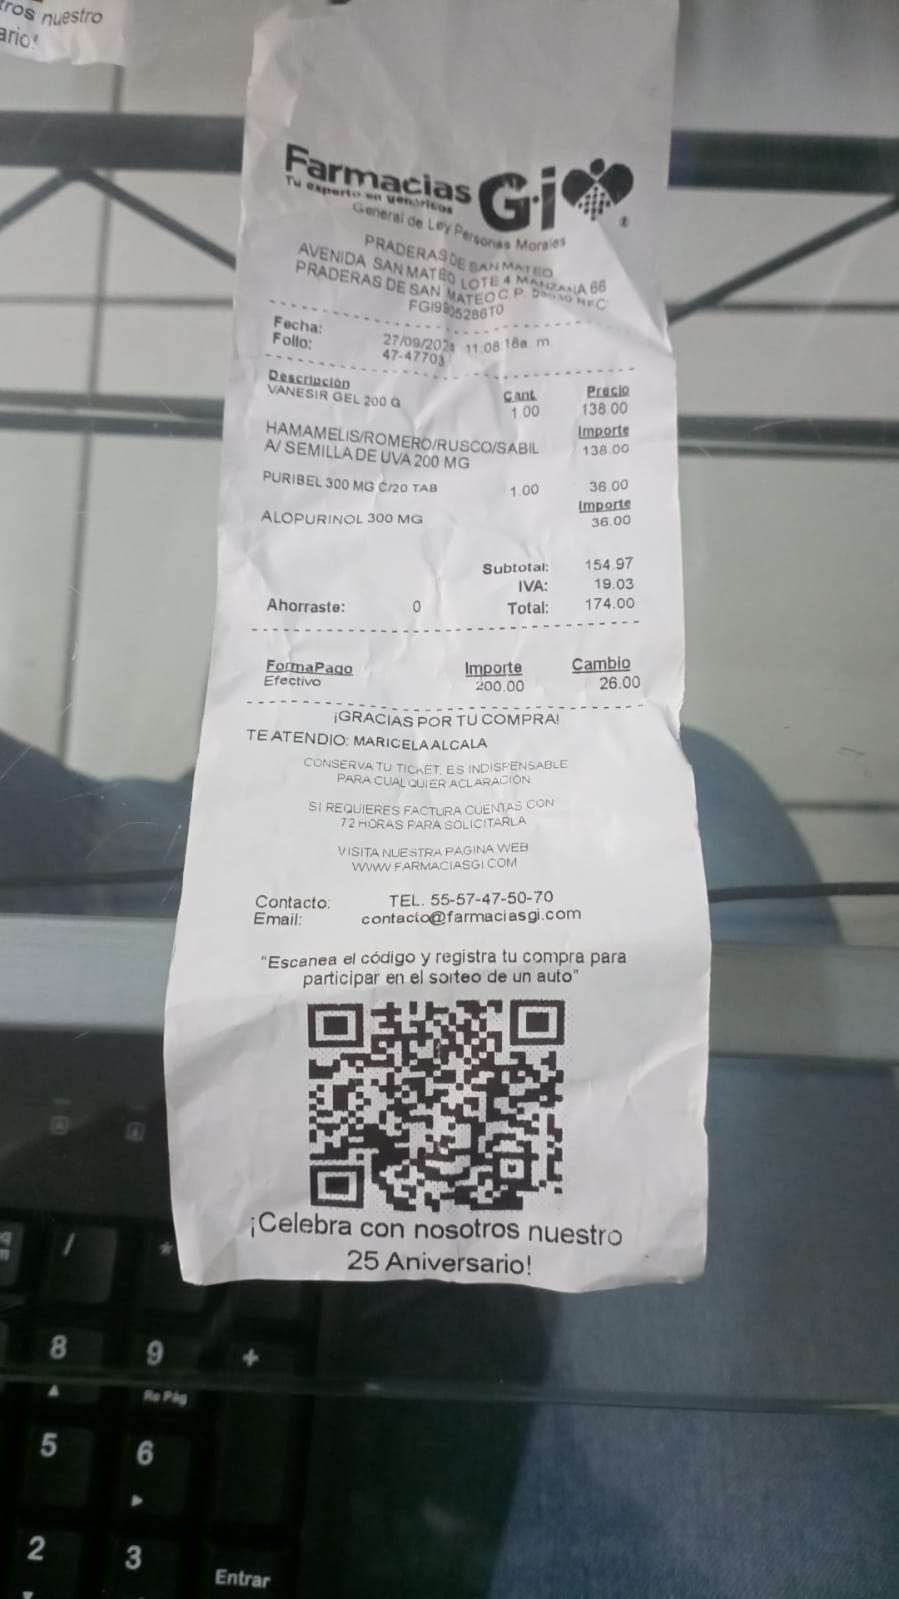 tros nuestro
ario!
Farmacias Gi
Tu experto en genéricos
General de Ley Personas Morales
PRADERAS DE SAN MATEO
AVENIDA SAN MATEO LOTE 4 MANZANA 66
PRADERAS DE SAN MATEO C.P. RFC
FGI9905286T0
Fecha: 27/09/2024 11:08:18a. m.
Folio: 47-47703
Descripción Cant. Precio
VANESIR GEL 200 G 1.00 138.00
Importe
HAMAMELIS/ROMERO/RUSCO/SABIL 138.00
A/ SEMILLA DE UVA 200 MG
PURIBEL 300 MG C/20 TAB 1.00 36.00
Importe
ALOPURINOL 300 MG 36.00
Subtotal: 154.97
IVA: 19.03
Ahorraste: 0 Total: 174.00
FormaPago Importe Cambio
Efectivo 200.00 26.00
¡GRACIAS POR TU COMPRA!
TE ATENDIO: MARICELA ALCALA
CONSERVA TU TICKET, ES INDISPENSABLE
PARA CUALQUIER ACLARACIÓN
SI REQUIERES FACTURA CUENTAS CON
72 HORAS PARA SOLICITARLA
VISITA NUESTRA PAGINA WEB
WWW.FARMACIASGI.COM
Contacto: TEL. 55-57-47-50-70
Email: contacto@farmaciasgi.com
"Escanea el código y registra tu compra para
participar en el sorteo de un auto"
¡Celebra con nosotros nuestro
25 Aniversario!
/ *
8 9 +
Re Pág
5 6
2 3
Entrar